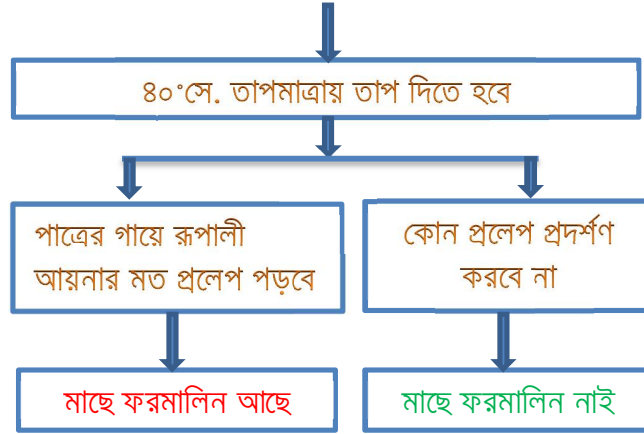 ৪০°সে. তাপমাত্রায় তাপ দিতে হবে
পাত্রের গায়ে রূপালী
আয়নার মত প্রলেপ পড়বে
কোন প্রলেপ প্রদর্শণ
করবে না
মাছে ফরমালিন আছে
মাছে ফরমালিন নাই